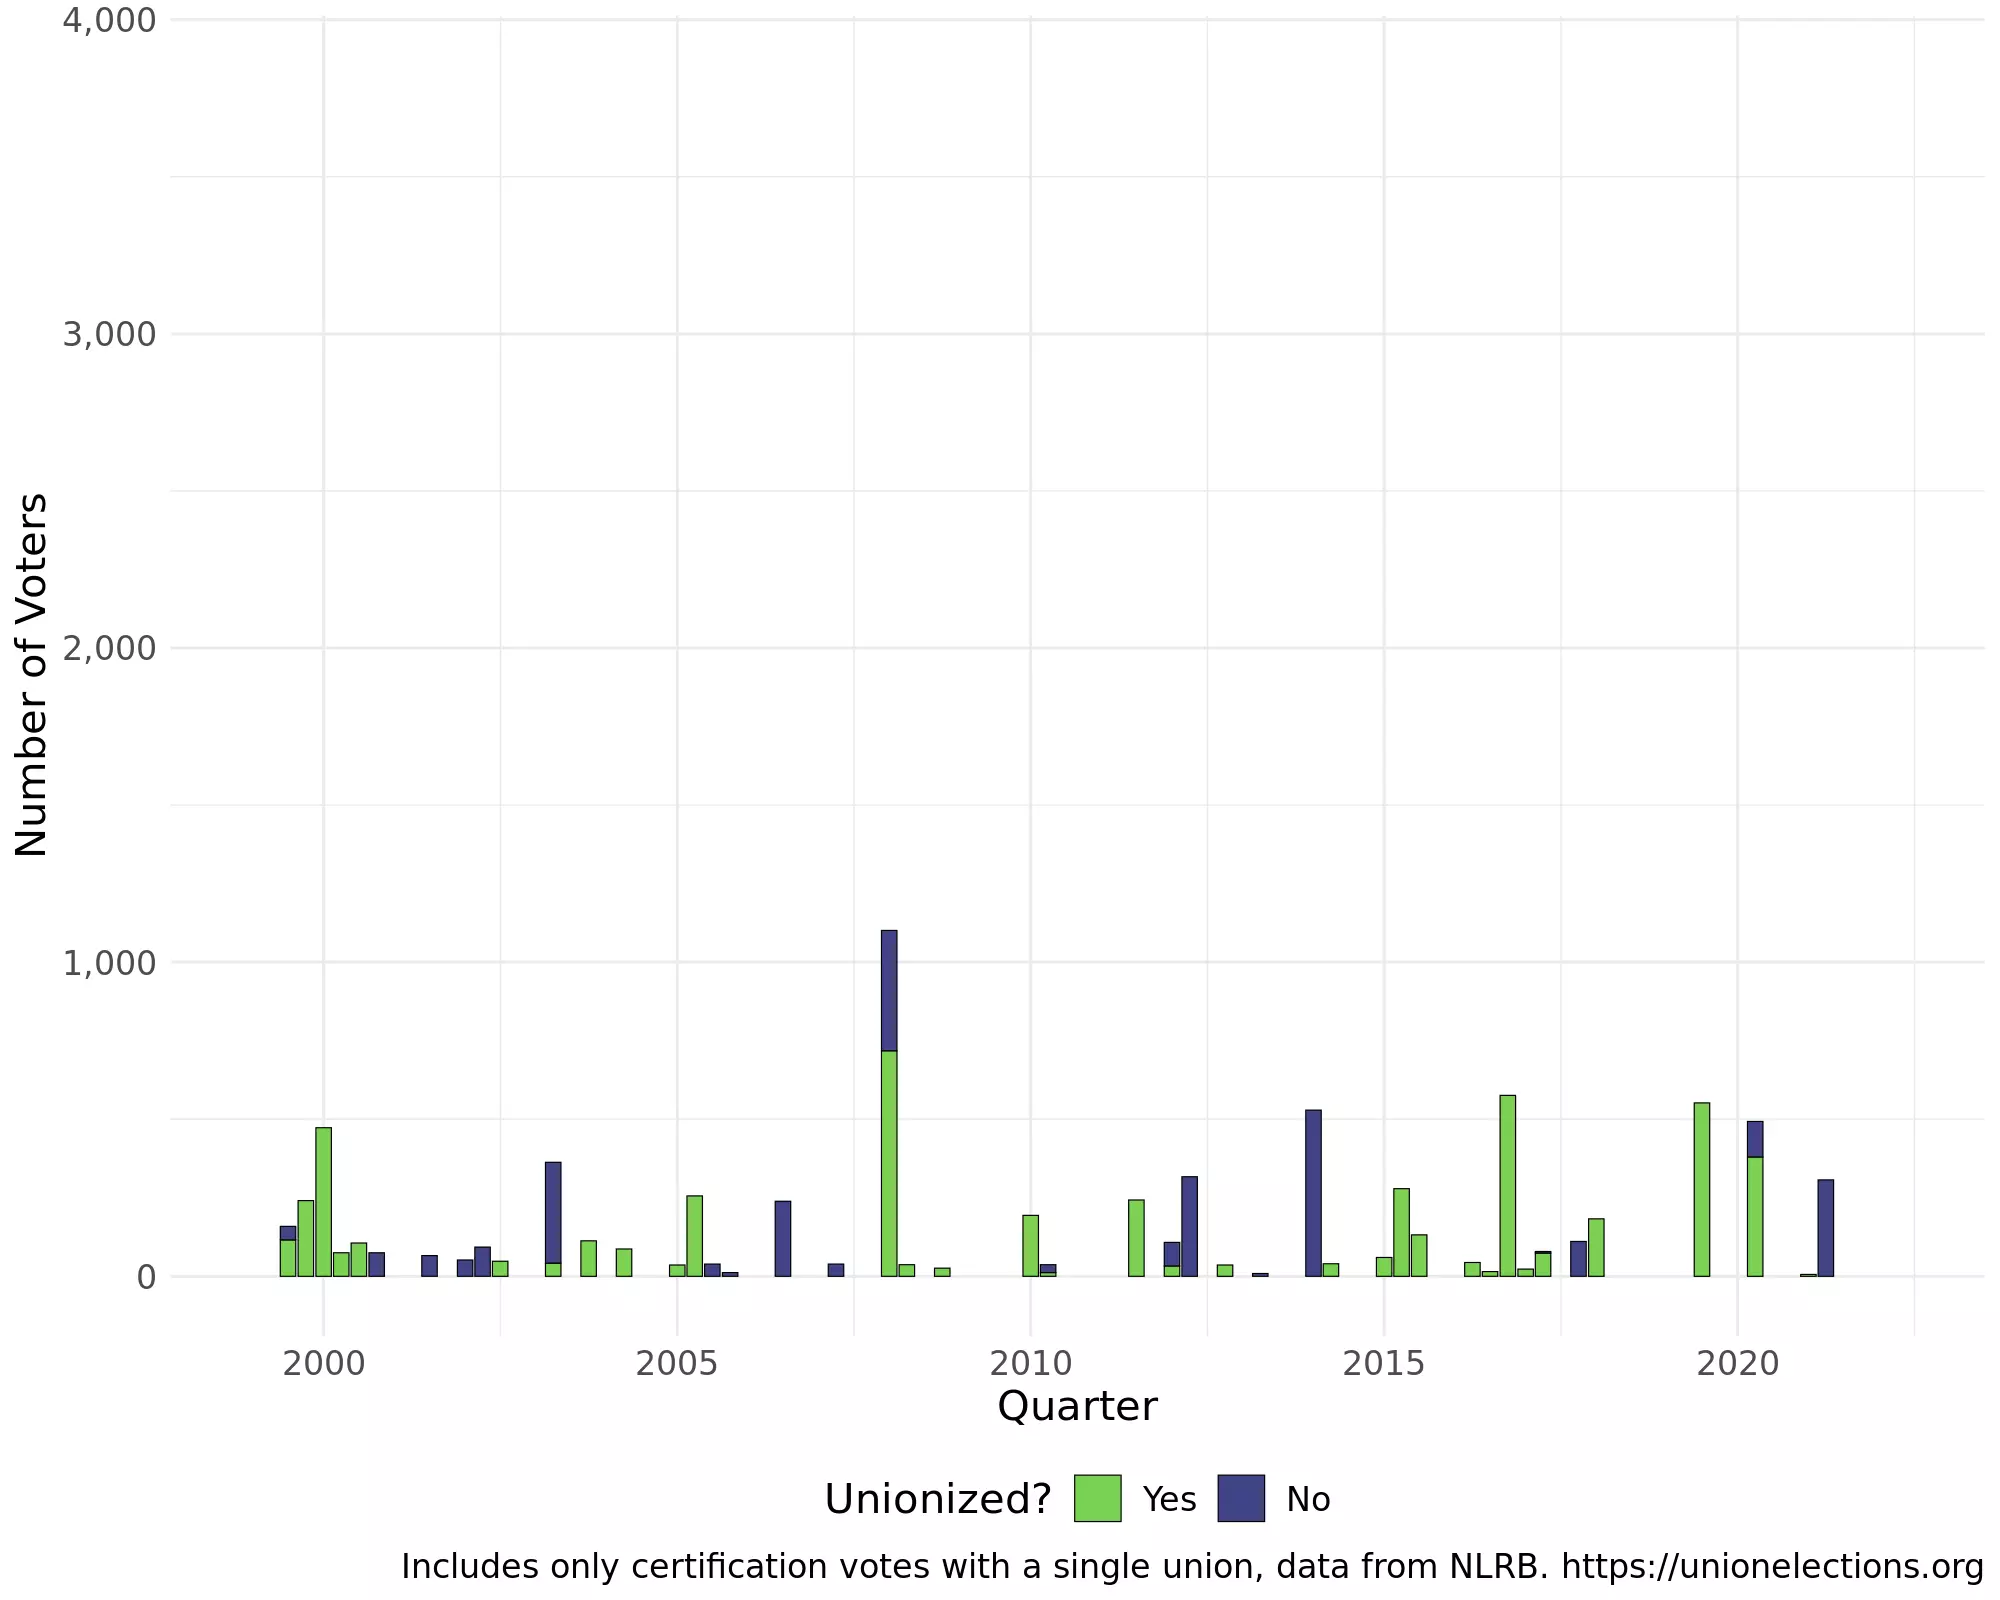 4,000
3,000
2,000
1,000
0
Number of Voters
2000 2005 2010 2015 2020
Quarter
Unionized? Yes No
Includes only certification votes with a single union, data from NLRB. https://unionelections.org